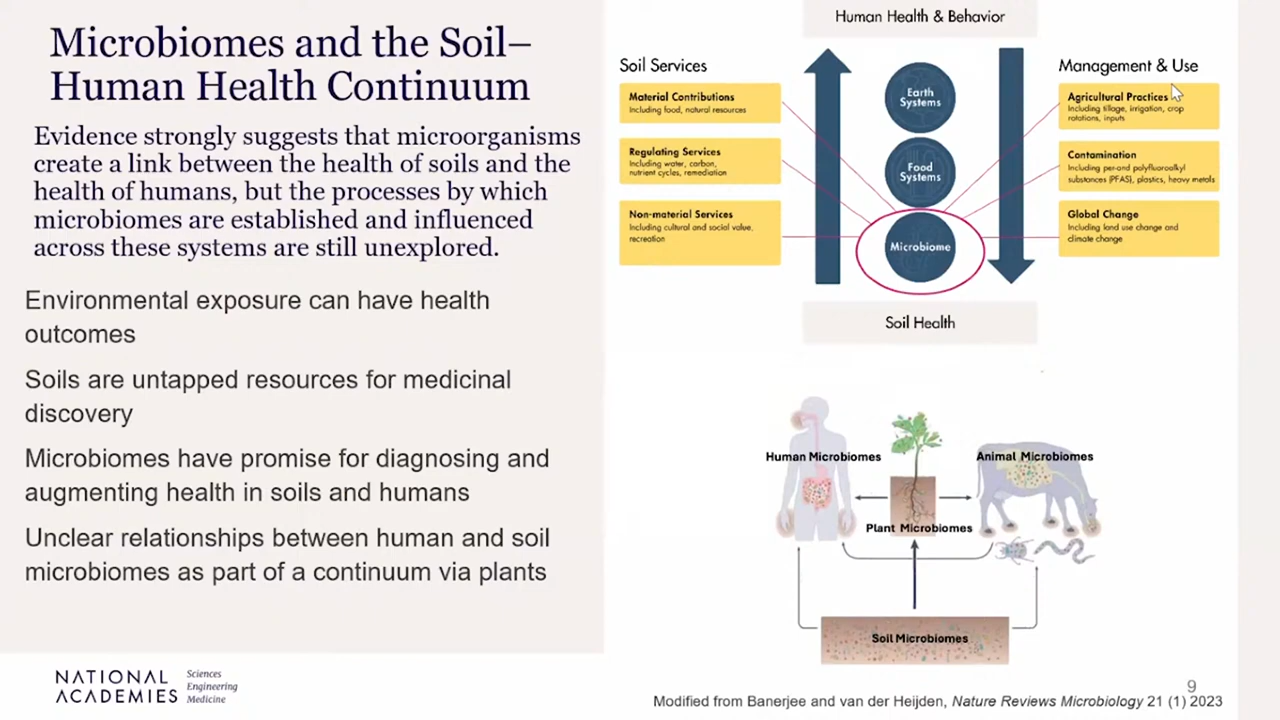 Microbiomes and the Soil–
Human Health Continuum
Evidence strongly suggests that microorganisms
create a link between the health of soils and the
health of humans, but the processes by which
microbiomes are established and influenced
across these systems are still unexplored.
Environmental exposure can have health
outcomes
Soils are untapped resources for medicinal
discovery
Microbiomes have promise for diagnosing and
augmenting health in soils and humans
Unclear relationships between human and soil
microbiomes as part of a continuum via plants
NATIONAL
ACADEMIES
Sciences
Engineering
Medicine
Human Health & Behavior
Soil Services
Material Contributions
Including food, natural resources
Regulating Services
Including water, carbon,
nutrient cycles, remediation
Non-material Services
Including cultural and social value,
recreation
Earth
Systems
Food
Systems
Microbiome
Management & Use
Agricultural Practices
Including tillage, irrigation, crop
rotations, inputs
Contamination
Including per-and polyfluoroalkyl
substances (PFAS), plastics, heavy metals
Global Change
Including land use change and
climate change
Soil Health
Human Microbiomes
Animal Microbiomes
Plant Microbiomes
Soil Microbiomes
9
Modified from Banerjee and van der Heijden, Nature Reviews Microbiology 21 (1) 2023